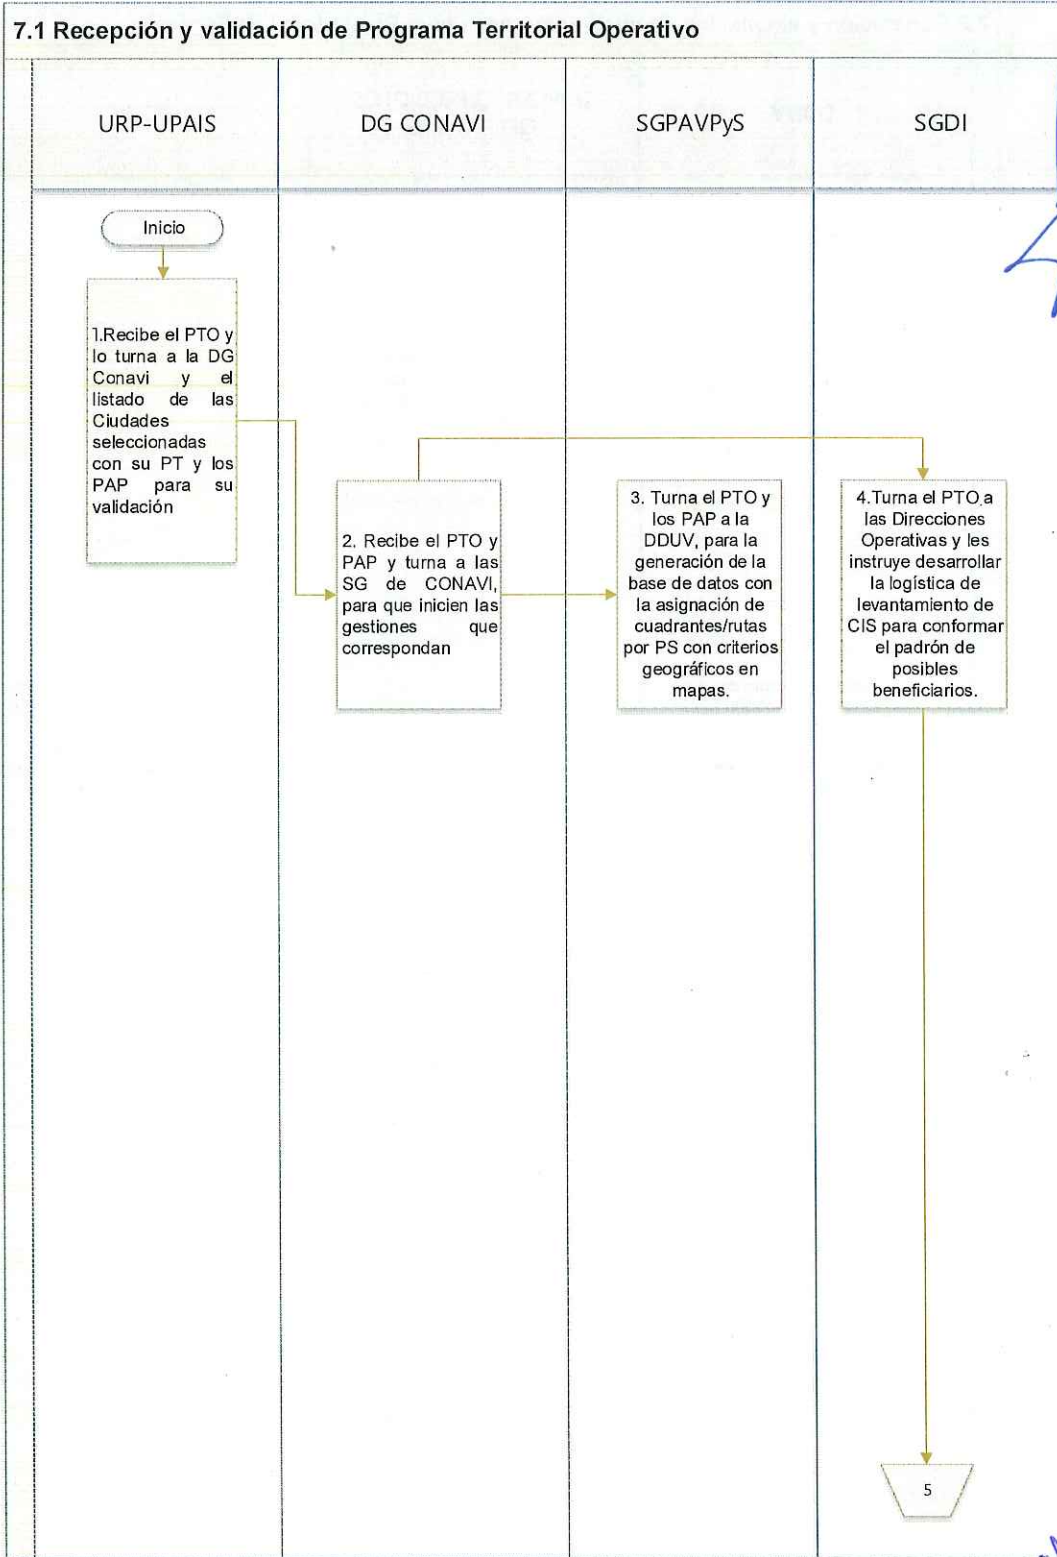 7.1 Recepción y validación de Programa Territorial Operativo
URP-UPAIS
DG CONAVI
SGPAVPyS
SGDI
Inicio
1.Recibe el PTO y
lo turna a la DG
Conavi y el
listado de las
Ciudades
seleccionadas
con su PT y los
PAP para su
validación
2. Recibe el PTO y
PAP y turna a las
SG de CONAVI,
para que inicien las
gestiones que
correspondan
3. Turna el PTO y
los PAP a la
DDUV, para la
generación de la
base de datos con
la asignación de
cuadrantes/rutas
por PS con criterios
geográficos en
mapas.
4.Turna el PTO a
las Direcciones
Operativas y les
instruye desarrollar
la logística de
levantamiento de
CIS para conformar
el padrón de
posibles
beneficiarios.
5